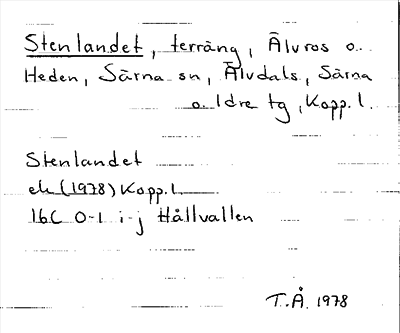 Stenlandet, terräng, Älvros o.
Heden, Särna sn, Älvdals, Särna
o. Idre tg, Kopp. l.
Stenlandet
ek (1978) Kopp. l.
16C 0-1 i-j Hållvallen
T.Å. 1978